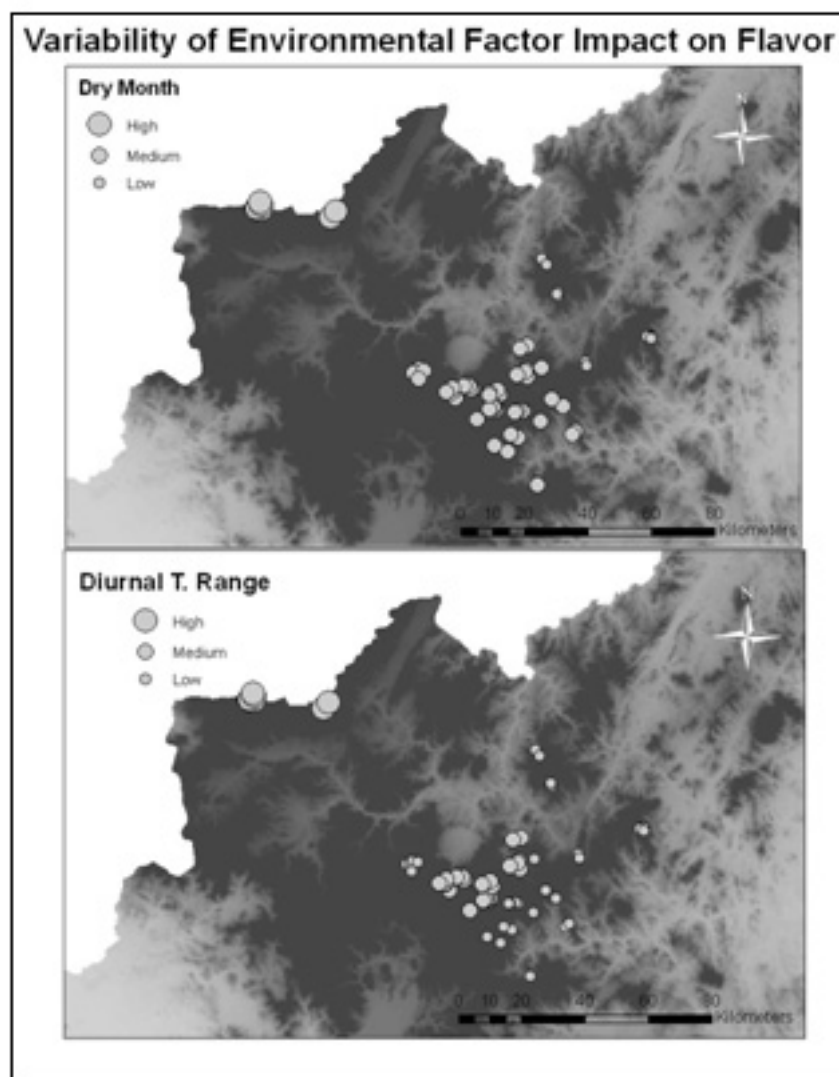 Variability of Environmental Factor Impact on Flavor
Dry Month
High
Medium
Low
N
0 10 20 40 60 80
Kilometers
Diurnal T. Range
High
Medium
Low
N
0 10 20 40 60 80
Kilometers